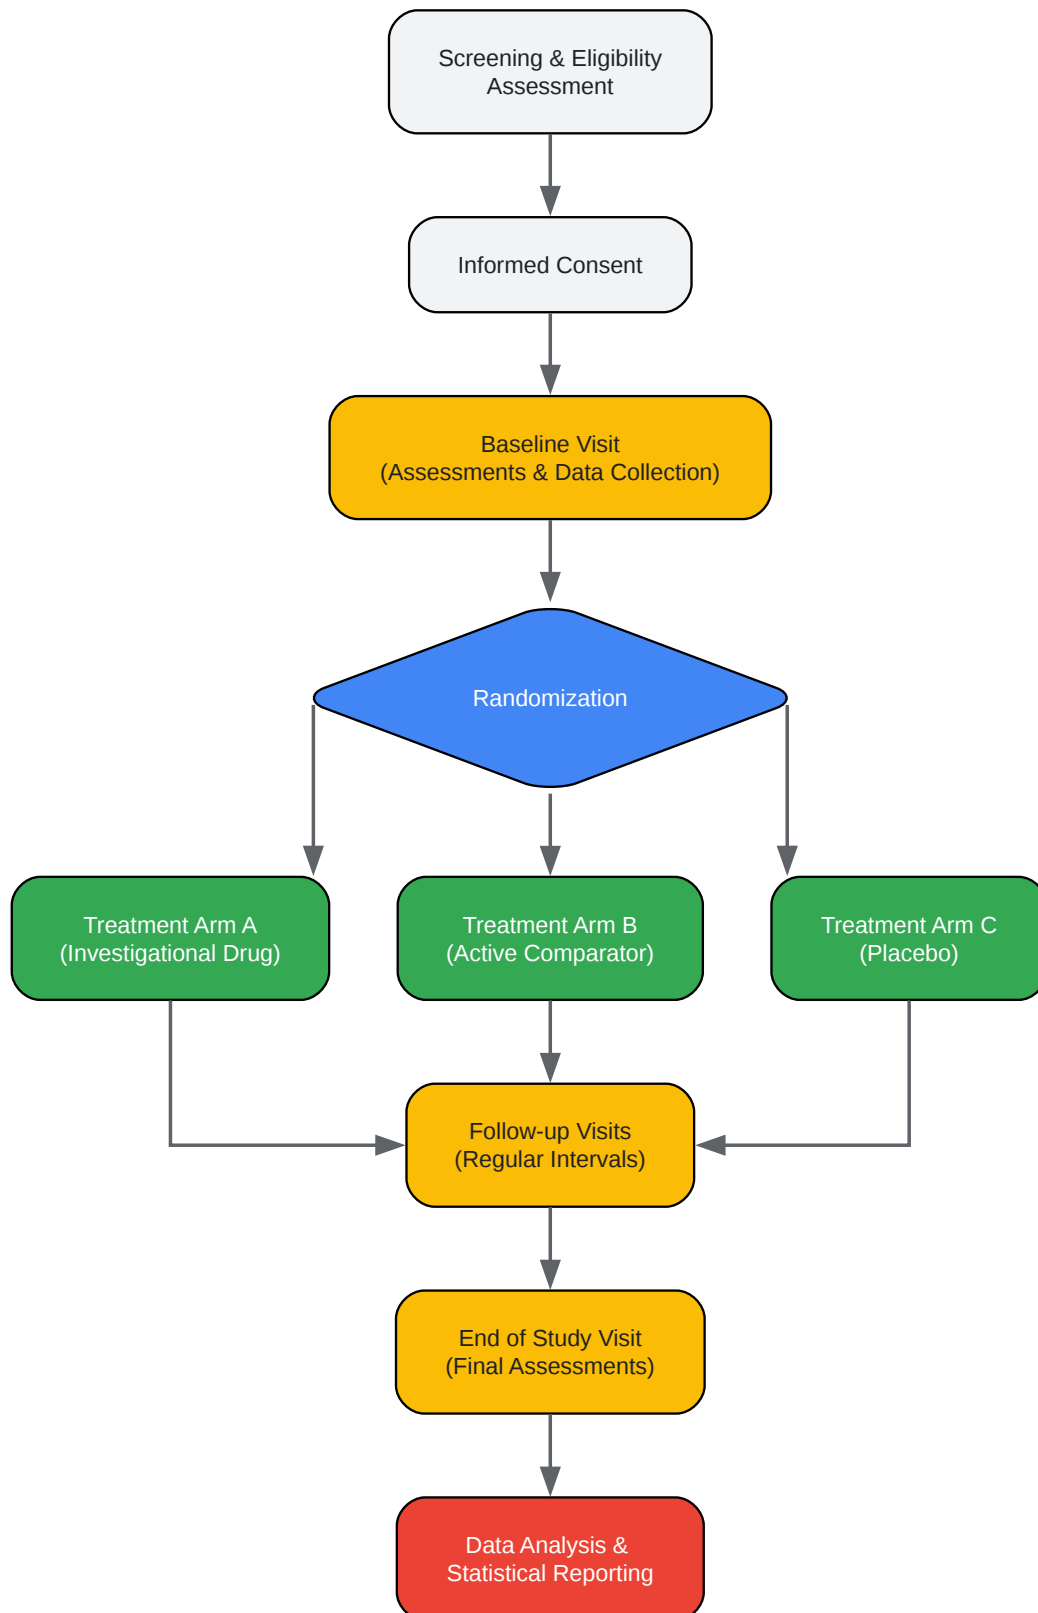 Screening & Eligibility
Assessment
Informed Consent
Baseline Visit
(Assessments & Data Collection)
Randomization
Treatment Arm A
(Investigational Drug)
Treatment Arm B
(Active Comparator)
Treatment Arm C
(Placebo)
Follow-up Visits
(Regular Intervals)
End of Study Visit
(Final Assessments)
Data Analysis &
Statistical Reporting